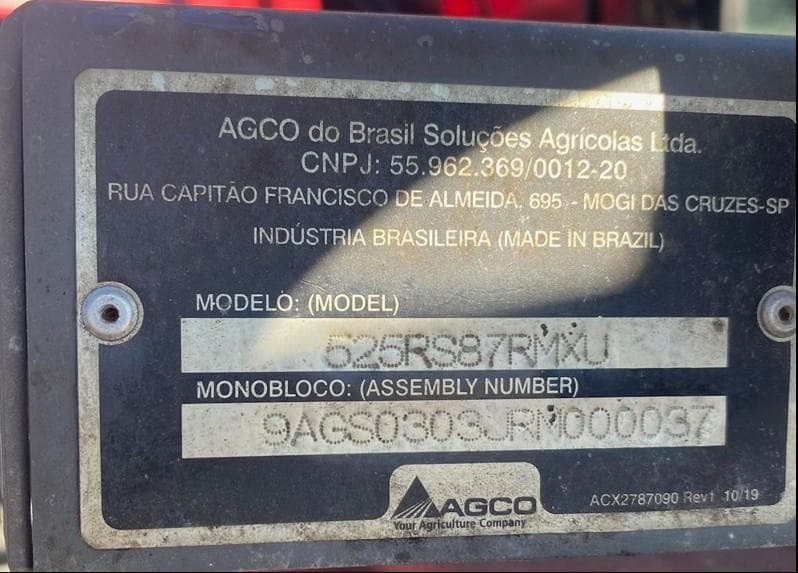 AGCO do Brasil Soluções Agrícolas Ltda.
CNPJ: 55.962.369/0012-20
RUA CAPITÃO FRANCISCO DE ALMEIDA, 695 - MOGI DAS CRUZES-SP
INDÚSTRIA BRASILEIRA (MADE IN BRAZIL)
MODELO: (MODEL)
525RS87RMXU
MONOBLOCO: (ASSEMBLY NUMBER)
9AGS0303JRM000037
AGCO
Your Agriculture Company
ACX2787090 Rev1 10/19